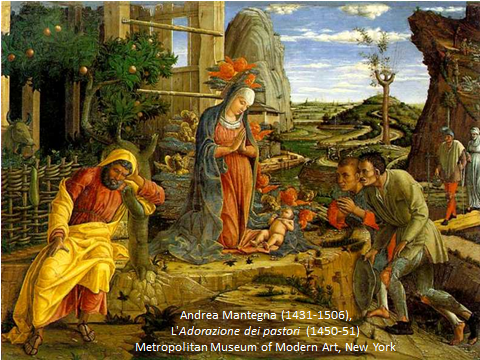 Andrea Mantegna (1431-1506),
L'Adorazione dei pastori (1450-51)
Metropolitan Museum of Modern Art, New York